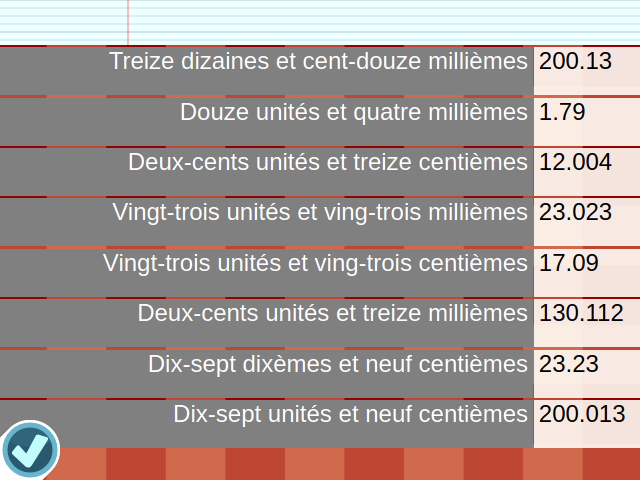 Treize dizaines et cent-douze millièmes 200.13
Douze unités et quatre millièmes 1.79
Deux-cents unités et treize centièmes 12.004
Vingt-trois unités et ving-trois millièmes 23.023
Vingt-trois unités et ving-trois centièmes 17.09
Deux-cents unités et treize millièmes 130.112
Dix-sept dixèmes et neuf centièmes 23.23
Dix-sept unités et neuf centièmes 200.013